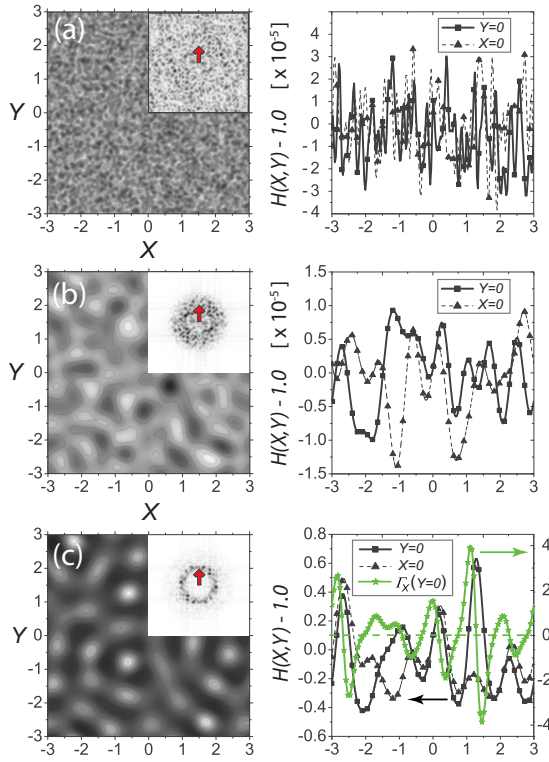 (a)
Y
3
2
1
0
-1
-2
-3
-3 -2 -1 0 1 2 3
X
H(X,Y) - 1.0 [ x 10^-5]
4
3
2
1
0
-1
-2
-3
-4
Y=0
X=0
-3 -2 -1 0 1 2 3
(b)
Y
3
2
1
0
-1
-2
-3
-3 -2 -1 0 1 2 3
X
H(X,Y) - 1.0 [ x 10^-5]
1.5
1.0
0.5
0.0
-0.5
-1.0
-1.5
Y=0
X=0
-3 -2 -1 0 1 2 3
(c)
Y
3
2
1
0
-1
-2
-3
-3 -2 -1 0 1 2 3
X
H(X,Y) - 1.0
0.8
0.6
0.4
0.2
0.0
-0.2
-0.4
-0.6
Y=0
X=0
Γ_X(Y=0)
4
2
0
-2
-4
-3 -2 -1 0 1 2 3